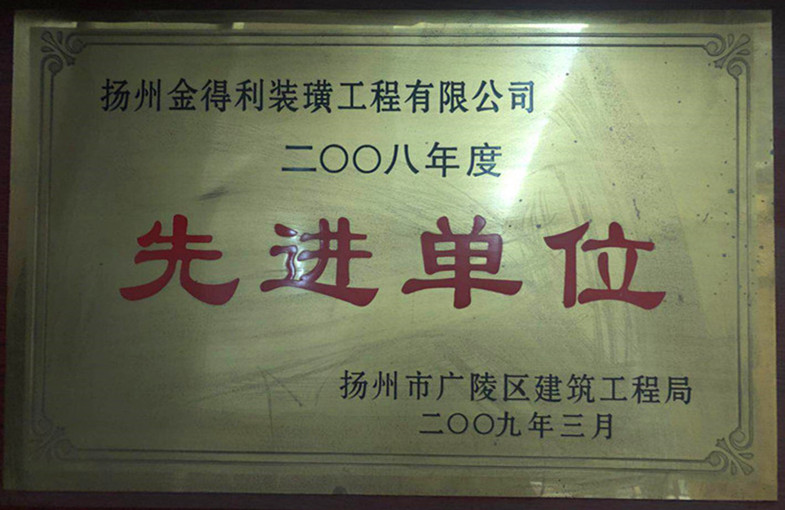 扬州金得利装璜工程有限公司
二〇〇八年度
先进单位
扬州市广陵区建筑工程局
二〇〇九年三月